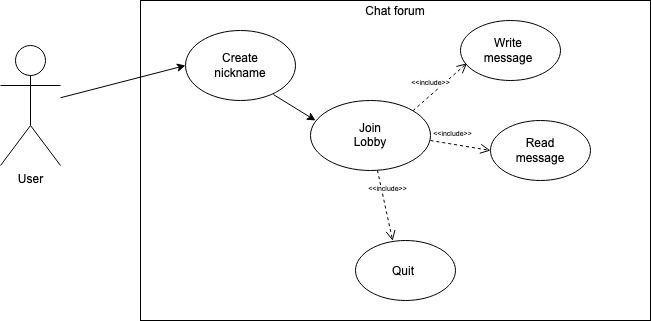 Chat forum
Create
nickname
Write
message
<<include>>
Join
Lobby
<<include>>
Read
message
User
<<include>>
Quit